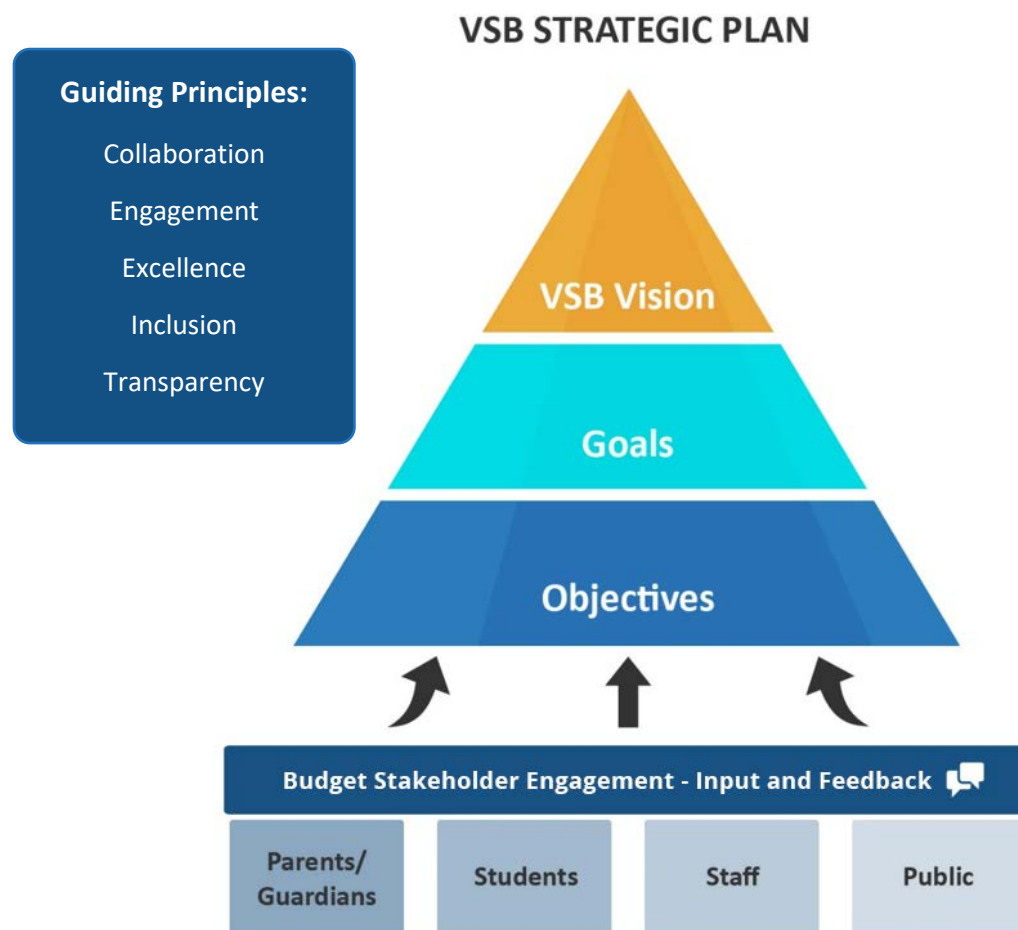 VSB STRATEGIC PLAN
Guiding Principles:
Collaboration
Engagement
Excellence
Inclusion
Transparency
VSB Vision
Goals
Objectives
Budget Stakeholder Engagement - Input and Feedback
Parents/
Guardians
Students
Staff
Public